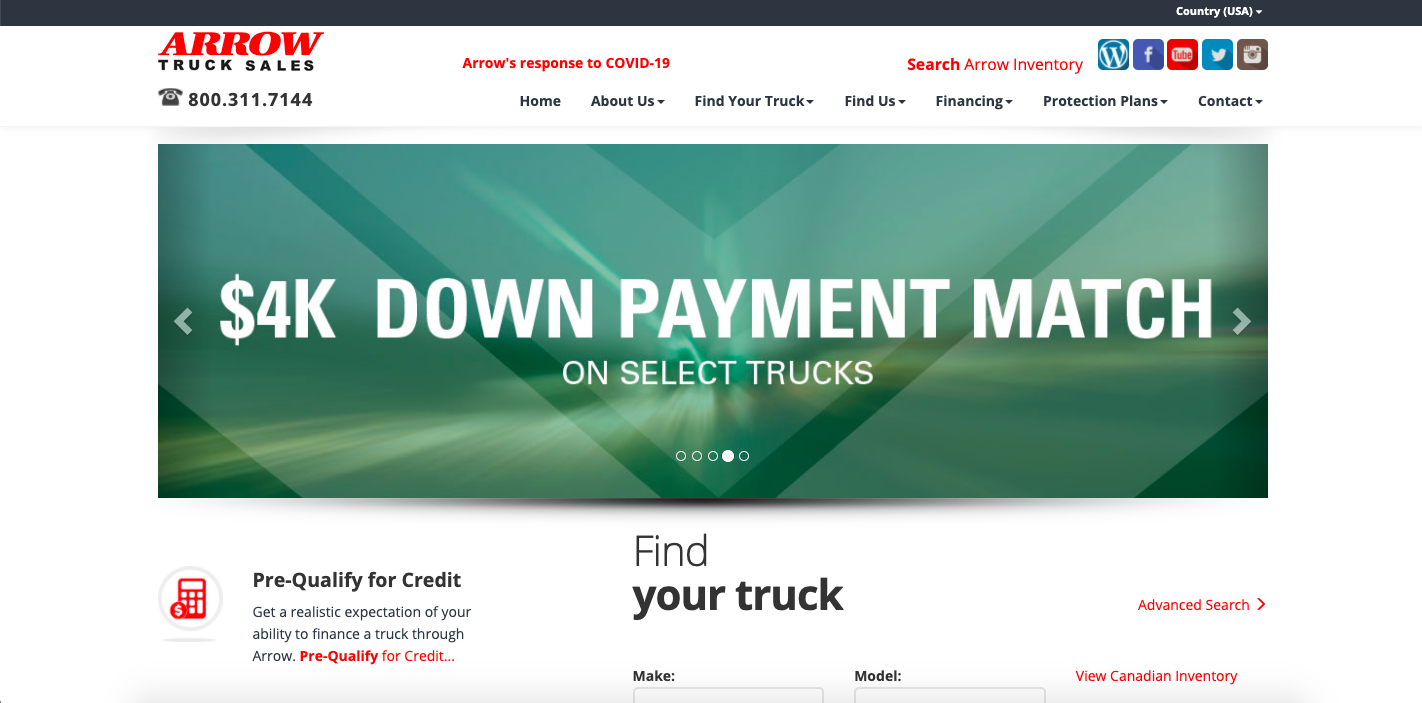 Country (USA)
ARROW
TRUCK SALES
Arrow's response to COVID-19
Search Arrow Inventory
You Tube
800.311.7144
Home About Us Find Your Truck Find Us Financing Protection Plans Contact
$4K DOWN PAYMENT MATCH
ON SELECT TRUCKS
Pre-Qualify for Credit
Get a realistic expectation of your
ability to finance a truck through
Arrow. Pre-Qualify for Credit...
Find
your truck
Advanced Search
Make: Model: View Canadian Inventory